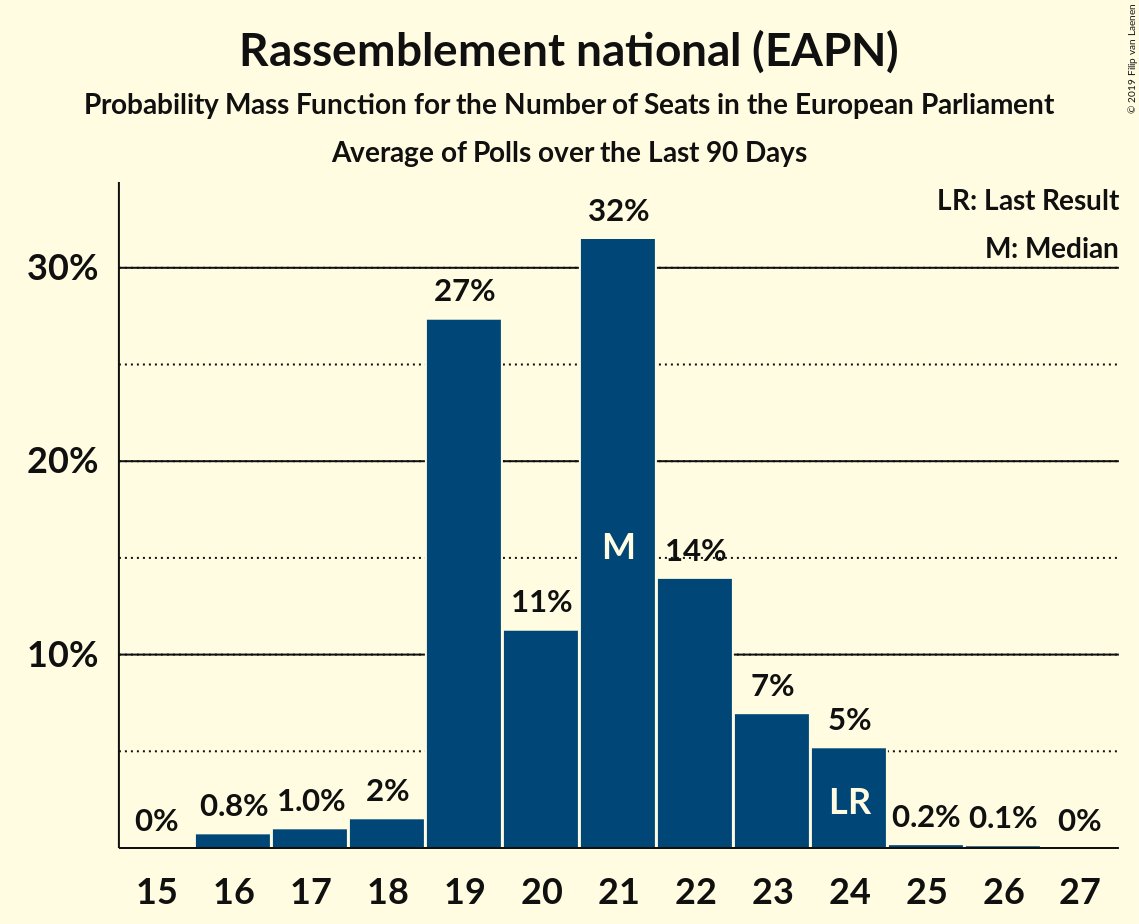 Rassemblement national (EAPN)
Probability Mass Function for the Number of Seats in the European Parliament
Average of Polls over the Last 90 Days
© 2019 Filip van Laenen
LR: Last Result
M: Median
30%
20%
10%
0%
0.8%
1.0%
2%
27%
11%
32%
14%
7%
5%
0.2%
0.1%
0%
M
LR
15 16 17 18 19 20 21 22 23 24 25 26 27